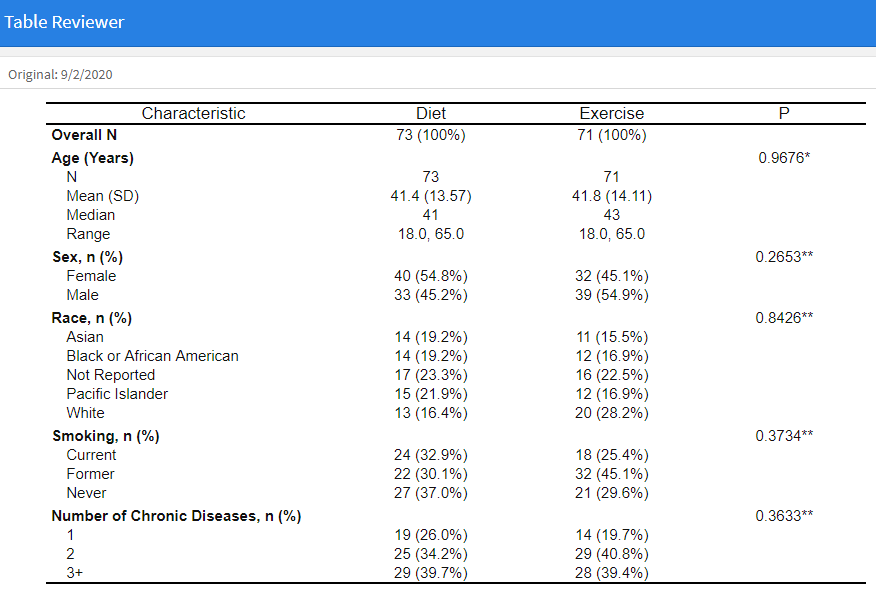 Table Reviewer
Original: 9/2/2020
Characteristic Diet Exercise P
Overall N 73 (100%) 71 (100%)
Age (Years) 0.9676*
N 73 71
Mean (SD) 41.4 (13.57) 41.8 (14.11)
Median 41 43
Range 18.0, 65.0 18.0, 65.0
Sex, n (%) 0.2653**
Female 40 (54.8%) 32 (45.1%)
Male 33 (45.2%) 39 (54.9%)
Race, n (%) 0.8426**
Asian 14 (19.2%) 11 (15.5%)
Black or African American 14 (19.2%) 12 (16.9%)
Not Reported 17 (23.3%) 16 (22.5%)
Pacific Islander 15 (21.9%) 12 (16.9%)
White 13 (16.4%) 20 (28.2%)
Smoking, n (%) 0.3734**
Current 24 (32.9%) 18 (25.4%)
Former 22 (30.1%) 32 (45.1%)
Never 27 (37.0%) 21 (29.6%)
Number of Chronic Diseases, n (%) 0.3633**
1 19 (26.0%) 14 (19.7%)
2 25 (34.2%) 29 (40.8%)
3+ 29 (39.7%) 28 (39.4%)